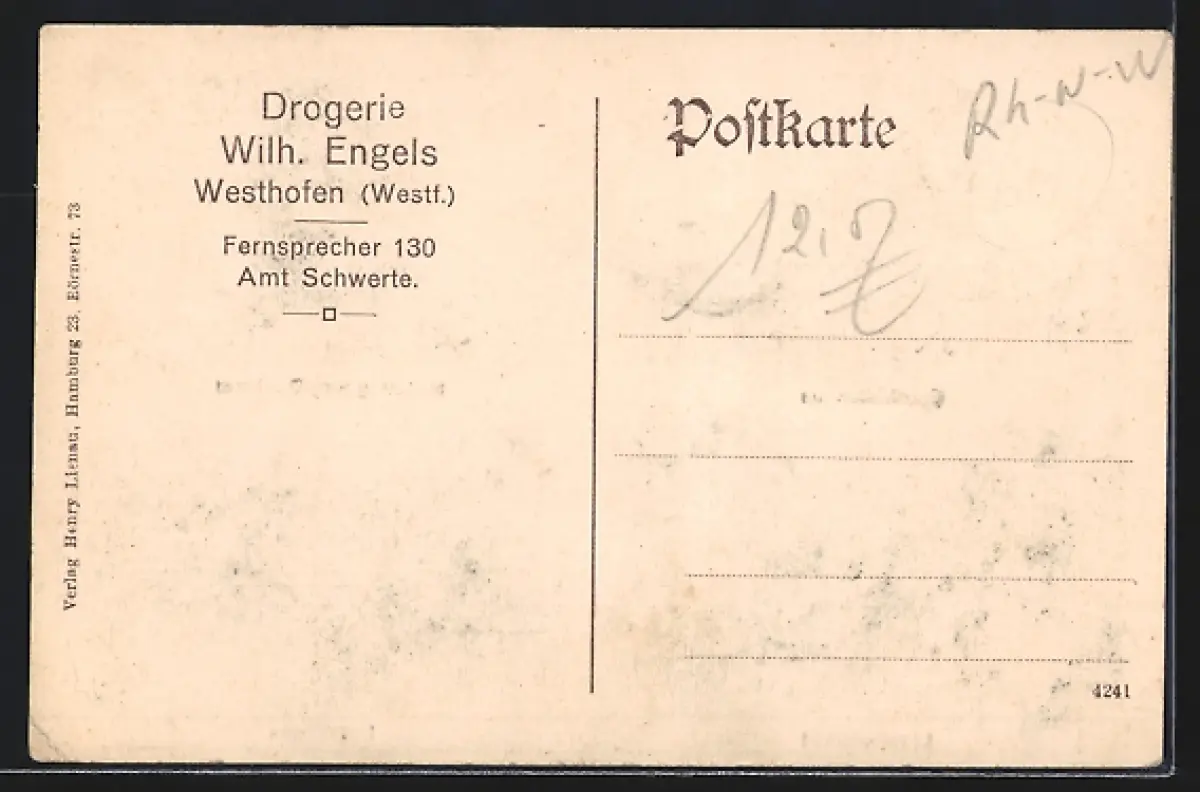 Drogerie
Wilh. Engels
Westhofen (Westf.)
Fernsprecher 130
Amt Schwerte.
Verlag Henry Lienau, Hamburg 23, Börnestr. 73
Poſtkarte
Rh-N-W
12,
4241